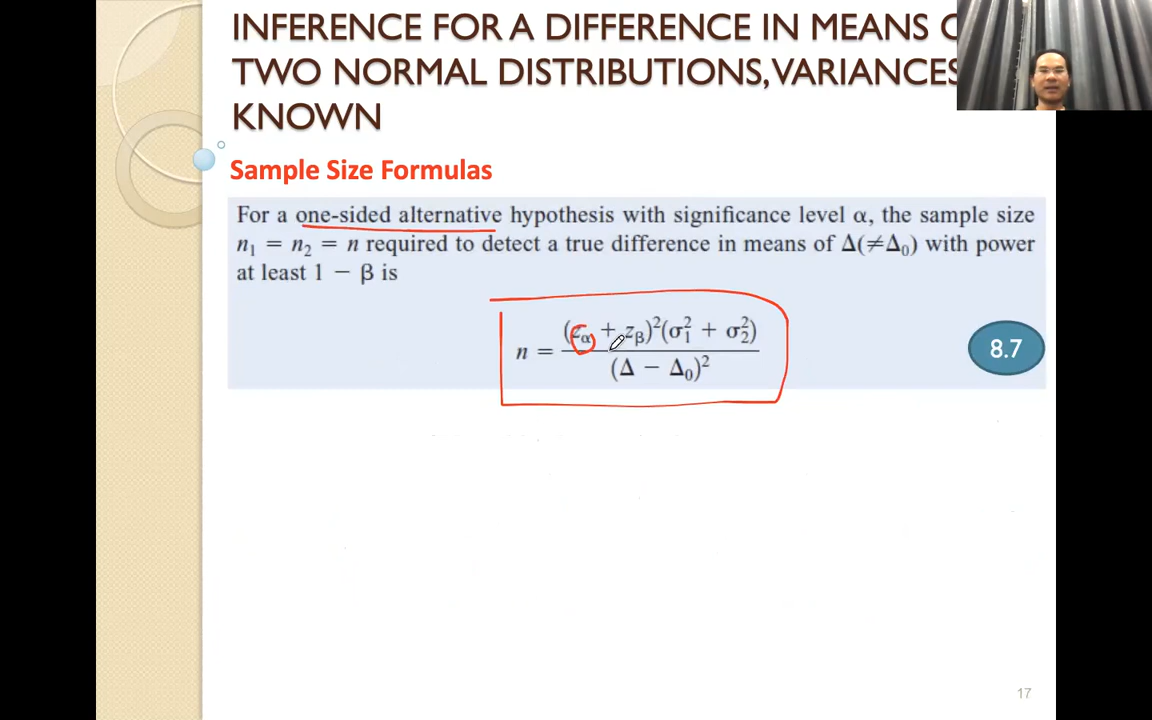 INFERENCE FOR A DIFFERENCE IN MEANS
TWO NORMAL DISTRIBUTIONS, VARIANCES
KNOWN
Sample Size Formulas
For a one-sided alternative hypothesis with significance level α, the sample size
n₁ = n₂ = n required to detect a true difference in means of Δ(≠Δ₀) with power
at least 1 − β is
n = (z_α + z_β)²(σ₁² + σ₂²) / (Δ − Δ₀)²
8.7
17